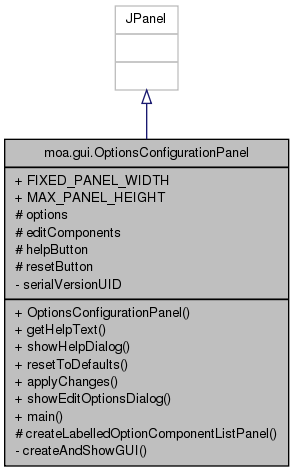 JPanel
moa.gui.OptionsConfigurationPanel
+ FIXED_PANEL_WIDTH
+ MAX_PANEL_HEIGHT
# options
# editComponents
# helpButton
# resetButton
- serialVersionUID
+ OptionsConfigurationPanel()
+ getHelpText()
+ showHelpDialog()
+ resetToDefaults()
+ applyChanges()
+ showEditOptionsDialog()
+ main()
# createLabelledOptionComponentListPanel()
- createAndShowGUI()